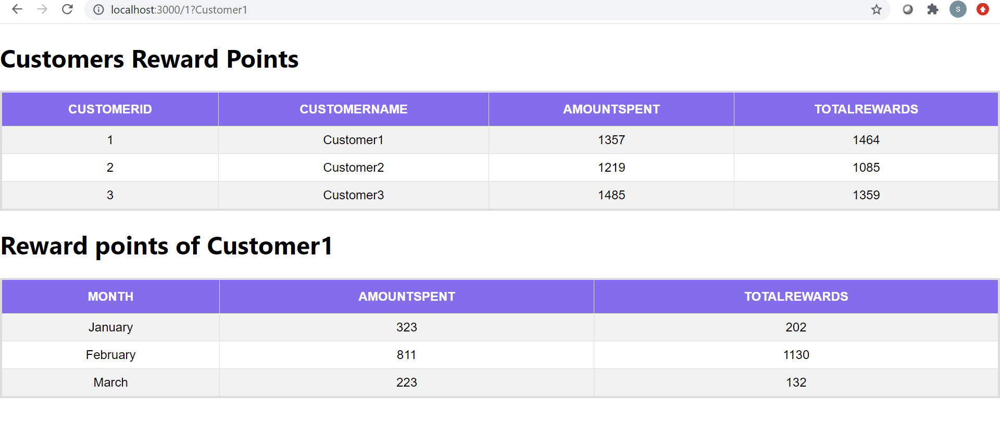 localhost:3000/1?Customer1
S
Customers Reward Points
CUSTOMERID CUSTOMERNAME AMOUNTSPENT TOTALREWARDS
1 Customer1 1357 1464
2 Customer2 1219 1085
3 Customer3 1485 1359
Reward points of Customer1
MONTH AMOUNTSPENT TOTALREWARDS
January 323 202
February 811 1130
March 223 132